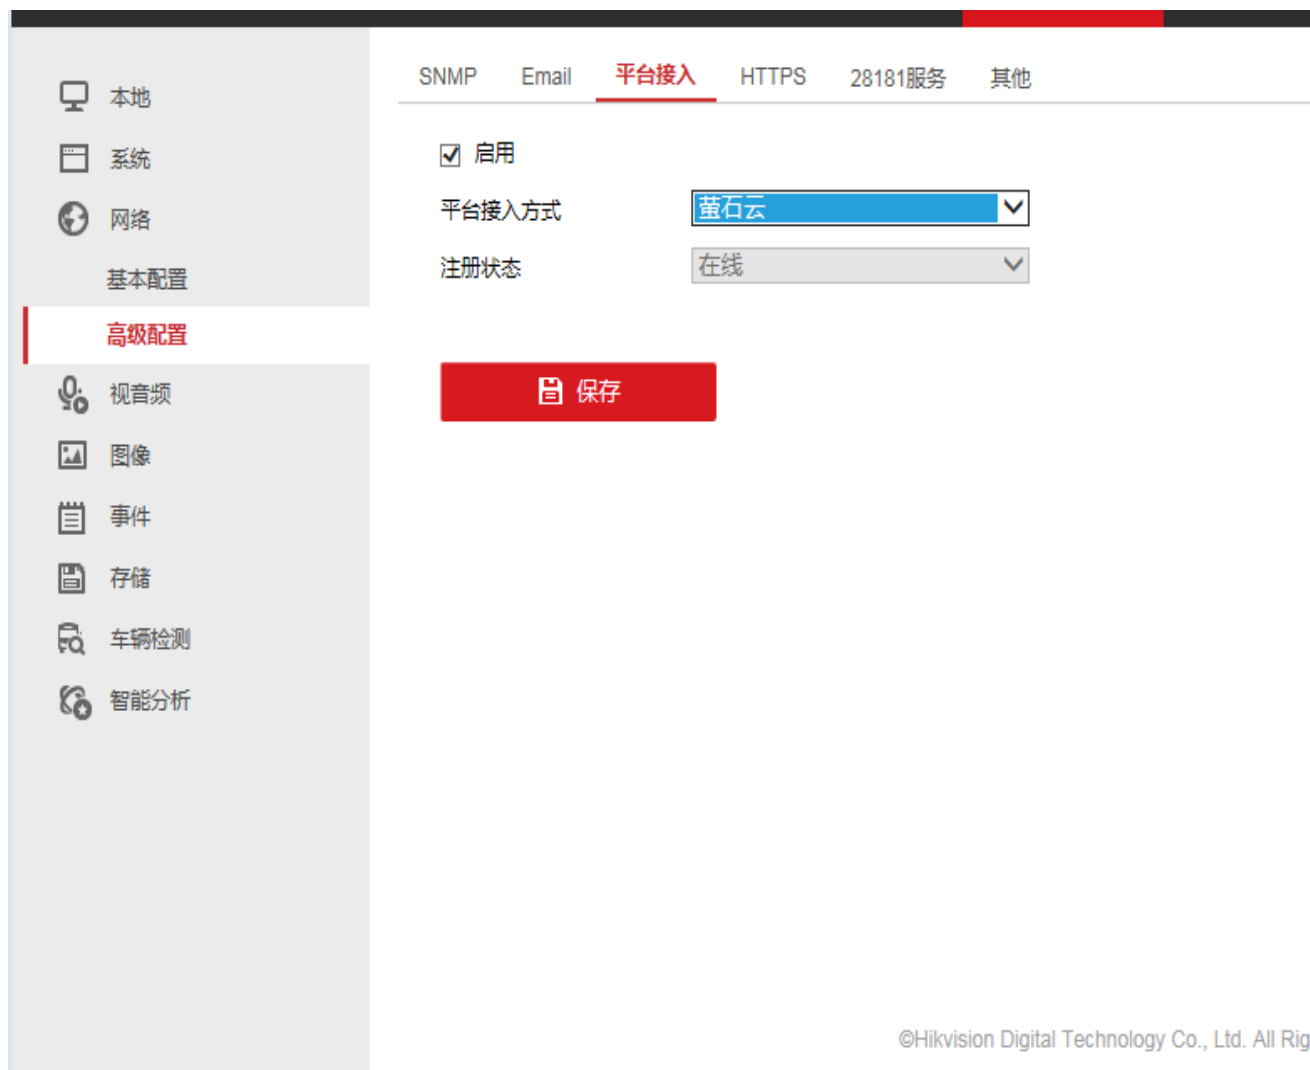 SNMP Email 平台接入 HTTPS 28181服务 其他
本地
系统
网络
基本配置
高级配置
视音频
图像
事件
存储
车辆检测
智能分析
启用
平台接入方式 萤石云
注册状态 在线
保存
©Hikvision Digital Technology Co., Ltd. All Rig